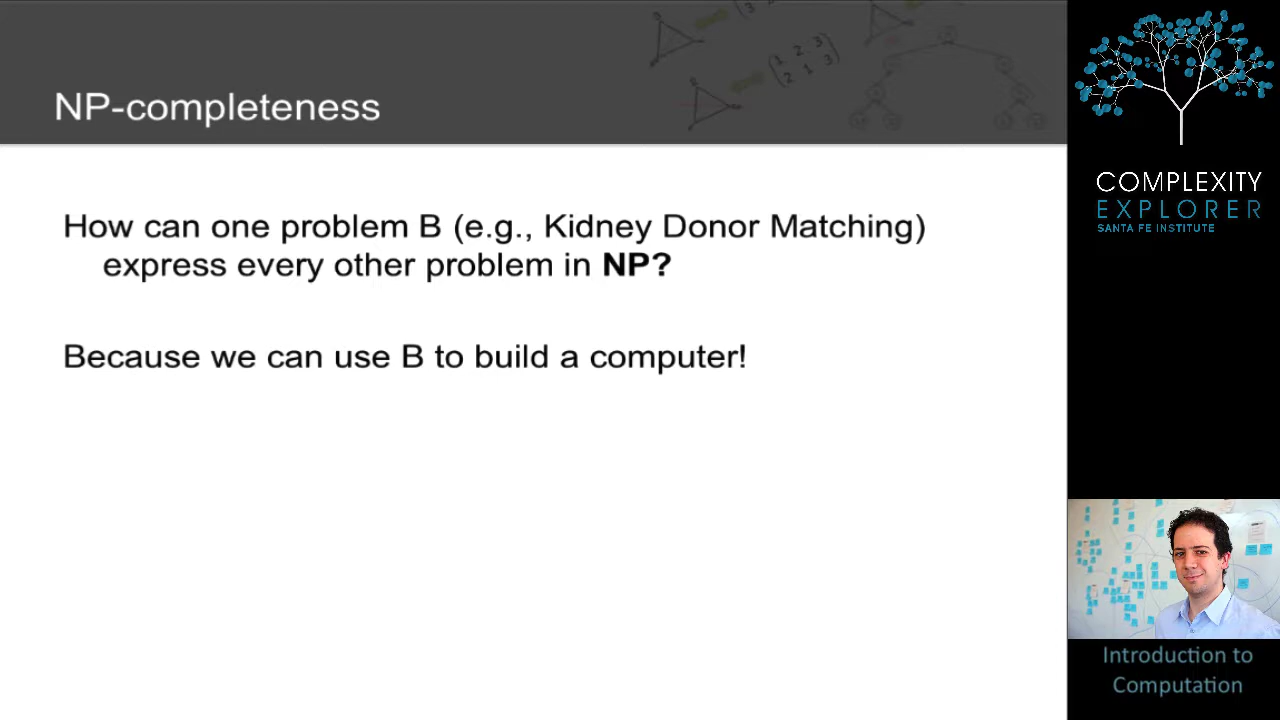 NP-completeness
How can one problem B (e.g., Kidney Donor Matching)
express every other problem in NP?
Because we can use B to build a computer!
COMPLEXITY
EXPLORER
SANTA FE INSTITUTE
Introduction to
Computation